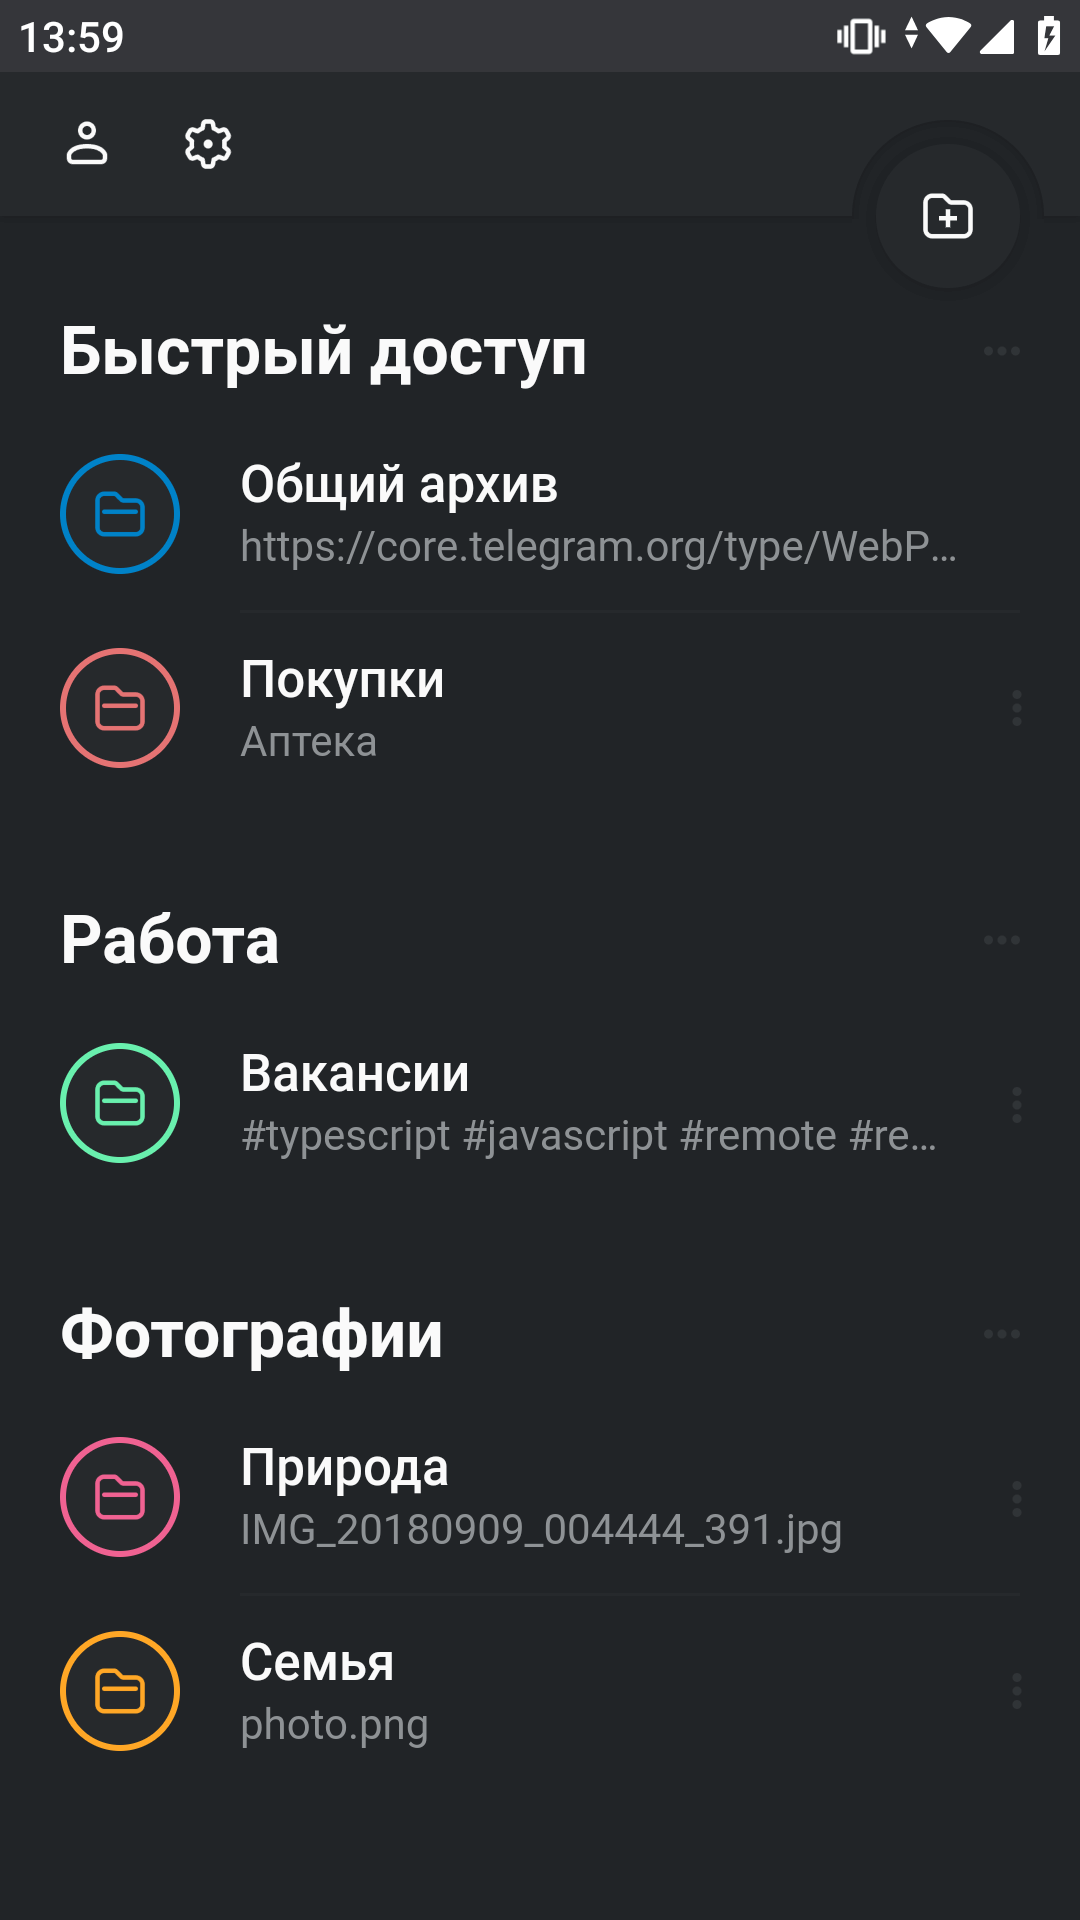 13:59
Быстрый доступ
Общий архив
https://core.telegram.org/type/WebP...
Покупки
Аптека
Работа
Вакансии
#typescript #javascript #remote #re...
Фотографии
Природа
IMG_20180909_004444_391.jpg
Семья
photo.png